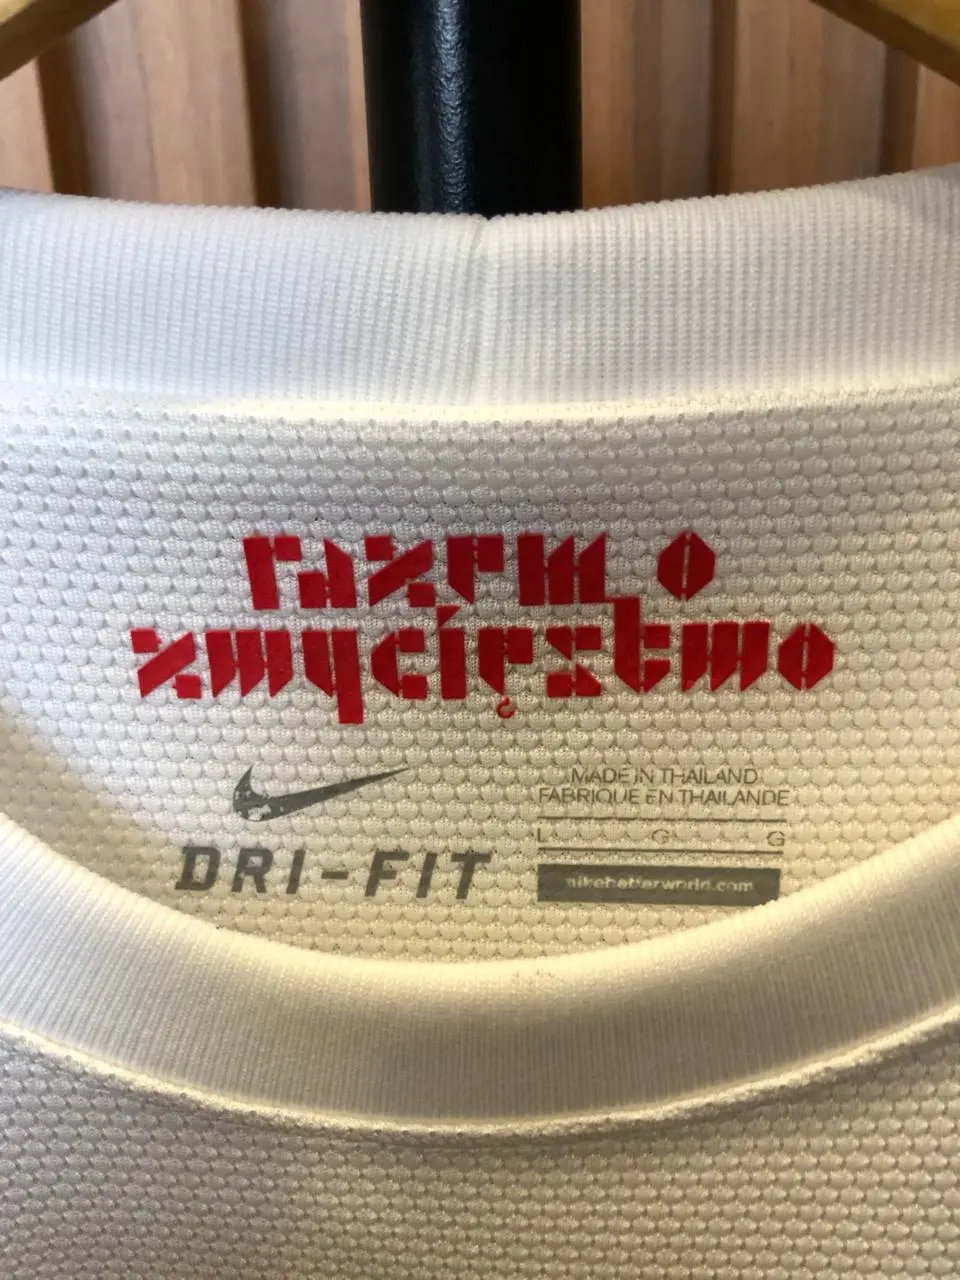 razem o
zwycięstwo
DRI-FIT
MADE IN THAILAND
FABRIQUE EN THAILANDE
L G G
nikebetterworld.com